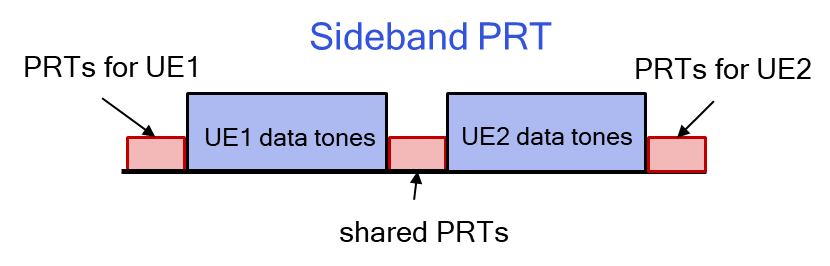 Sideband PRT
PRTs for UE1
PRTs for UE2
UE1 data tones
UE2 data tones
shared PRTs